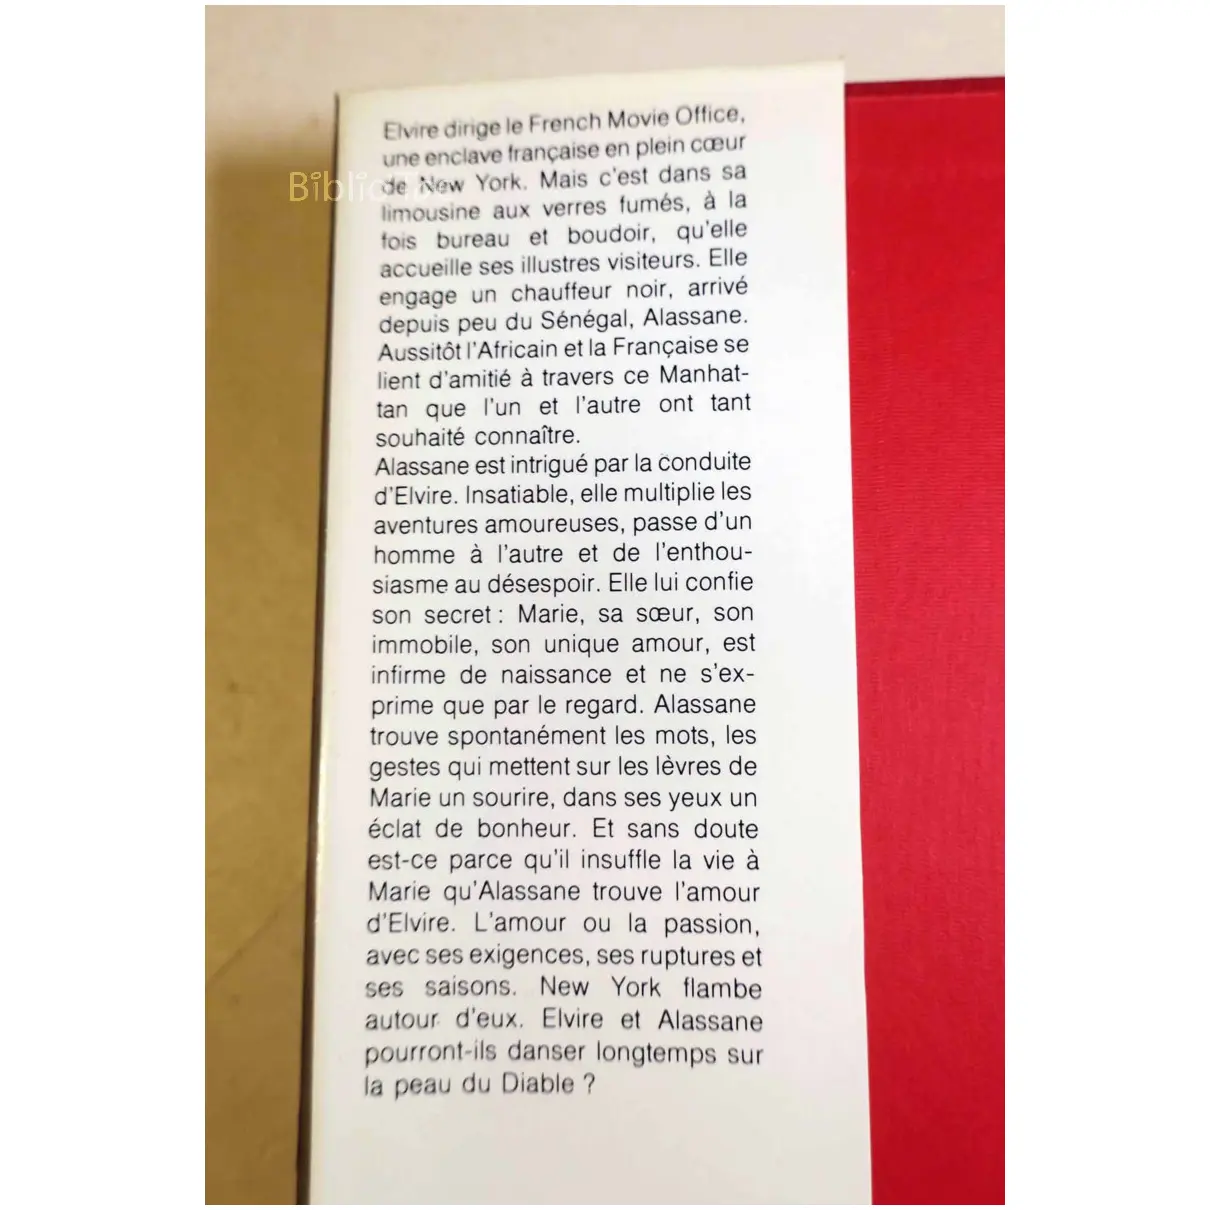 Elvire dirige le French Movie Office,
une enclave française en plein cœur
de New York. Mais c'est dans sa
limousine aux verres fumés, à la
fois bureau et boudoir, qu'elle
accueille ses illustres visiteurs. Elle
engage un chauffeur noir, arrivé
depuis peu du Sénégal, Alassane.
Aussitôt l'Africain et la Française se
lient d'amitié à travers ce Manhat-
tan que l'un et l'autre ont tant
souhaité connaître.
Alassane est intrigué par la conduite
d'Elvire. Insatiable, elle multiplie les
aventures amoureuses, passe d'un
homme à l'autre et de l'enthou-
siasme au désespoir. Elle lui confie
son secret : Marie, sa sœur, son
immobile, son unique amour, est
infirme de naissance et ne s'ex-
prime que par le regard. Alassane
trouve spontanément les mots, les
gestes qui mettent sur les lèvres de
Marie un sourire, dans ses yeux un
éclat de bonheur. Et sans doute
est-ce parce qu'il insuffle la vie à
Marie qu'Alassane trouve l'amour
d'Elvire. L'amour ou la passion,
avec ses exigences, ses ruptures et
ses saisons. New York flambe
autour d'eux. Elvire et Alassane
pourront-ils danser longtemps sur
la peau du Diable ?